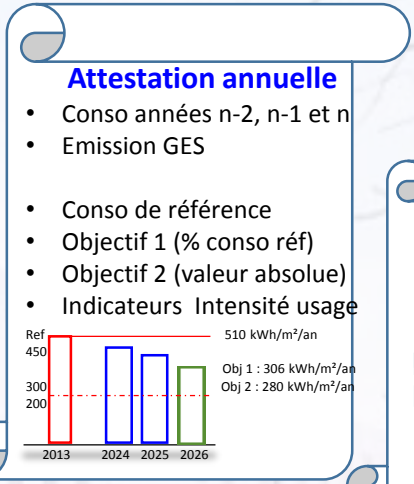 Attestation annuelle
• Conso années n-2, n-1 et n
• Emission GES
• Conso de référence
• Objectif 1 (% conso réf)
• Objectif 2 (valeur absolue)
• Indicateurs Intensité usage
Ref
510 kWh/m²/an
450
Obj 1 : 306 kWh/m²/an
300
Obj 2 : 280 kWh/m²/an
200
2013 2024 2025 2026